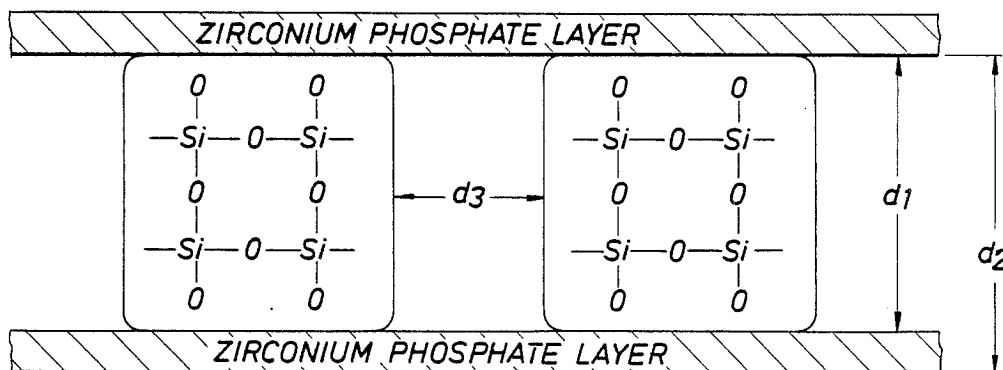 ZIRCONIUM PHOSPHATE LAYER
O O O O
—Si—O—Si— —Si—O—Si—
O O d3 O O d1
—Si—O—Si— —Si—O—Si— d2
O O O O
ZIRCONIUM PHOSPHATE LAYER